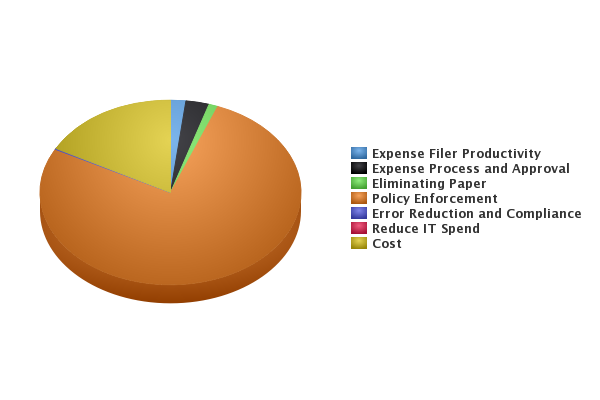 Expense Filer Productivity
Expense Process and Approval
Eliminating Paper
Policy Enforcement
Error Reduction and Compliance
Reduce IT Spend
Cost